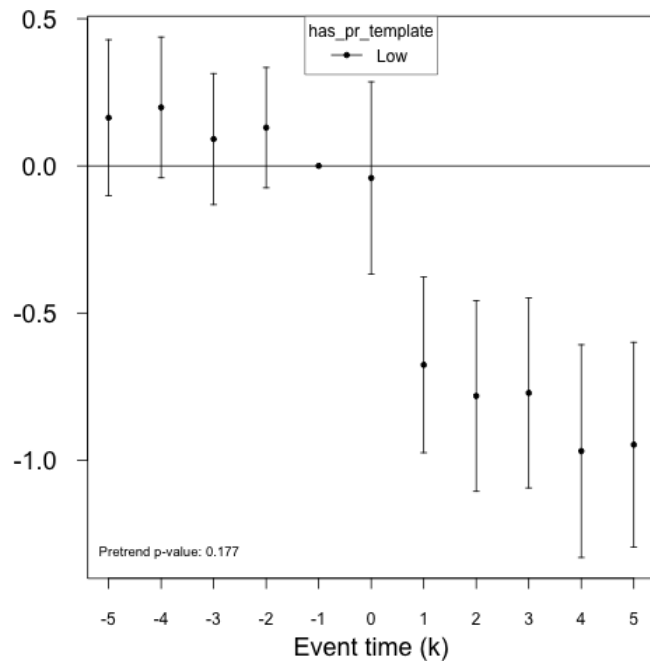 has_pr_template
Low
0.5
0.0
-0.5
-1.0
Pretrend p-value: 0.177
-5 -4 -3 -2 -1 0 1 2 3 4 5
Event time (k)